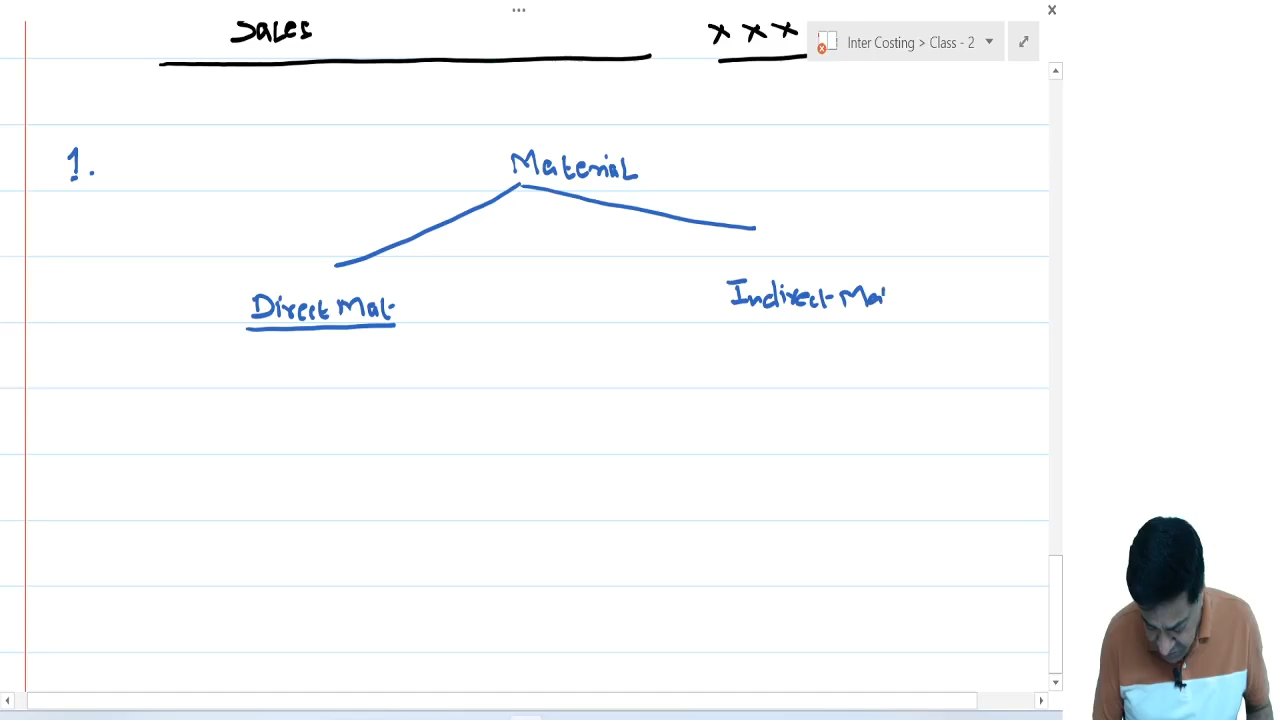 Sales x x x
Inter Costing > Class - 2
1. Material
Direct Mat Indirect Mat